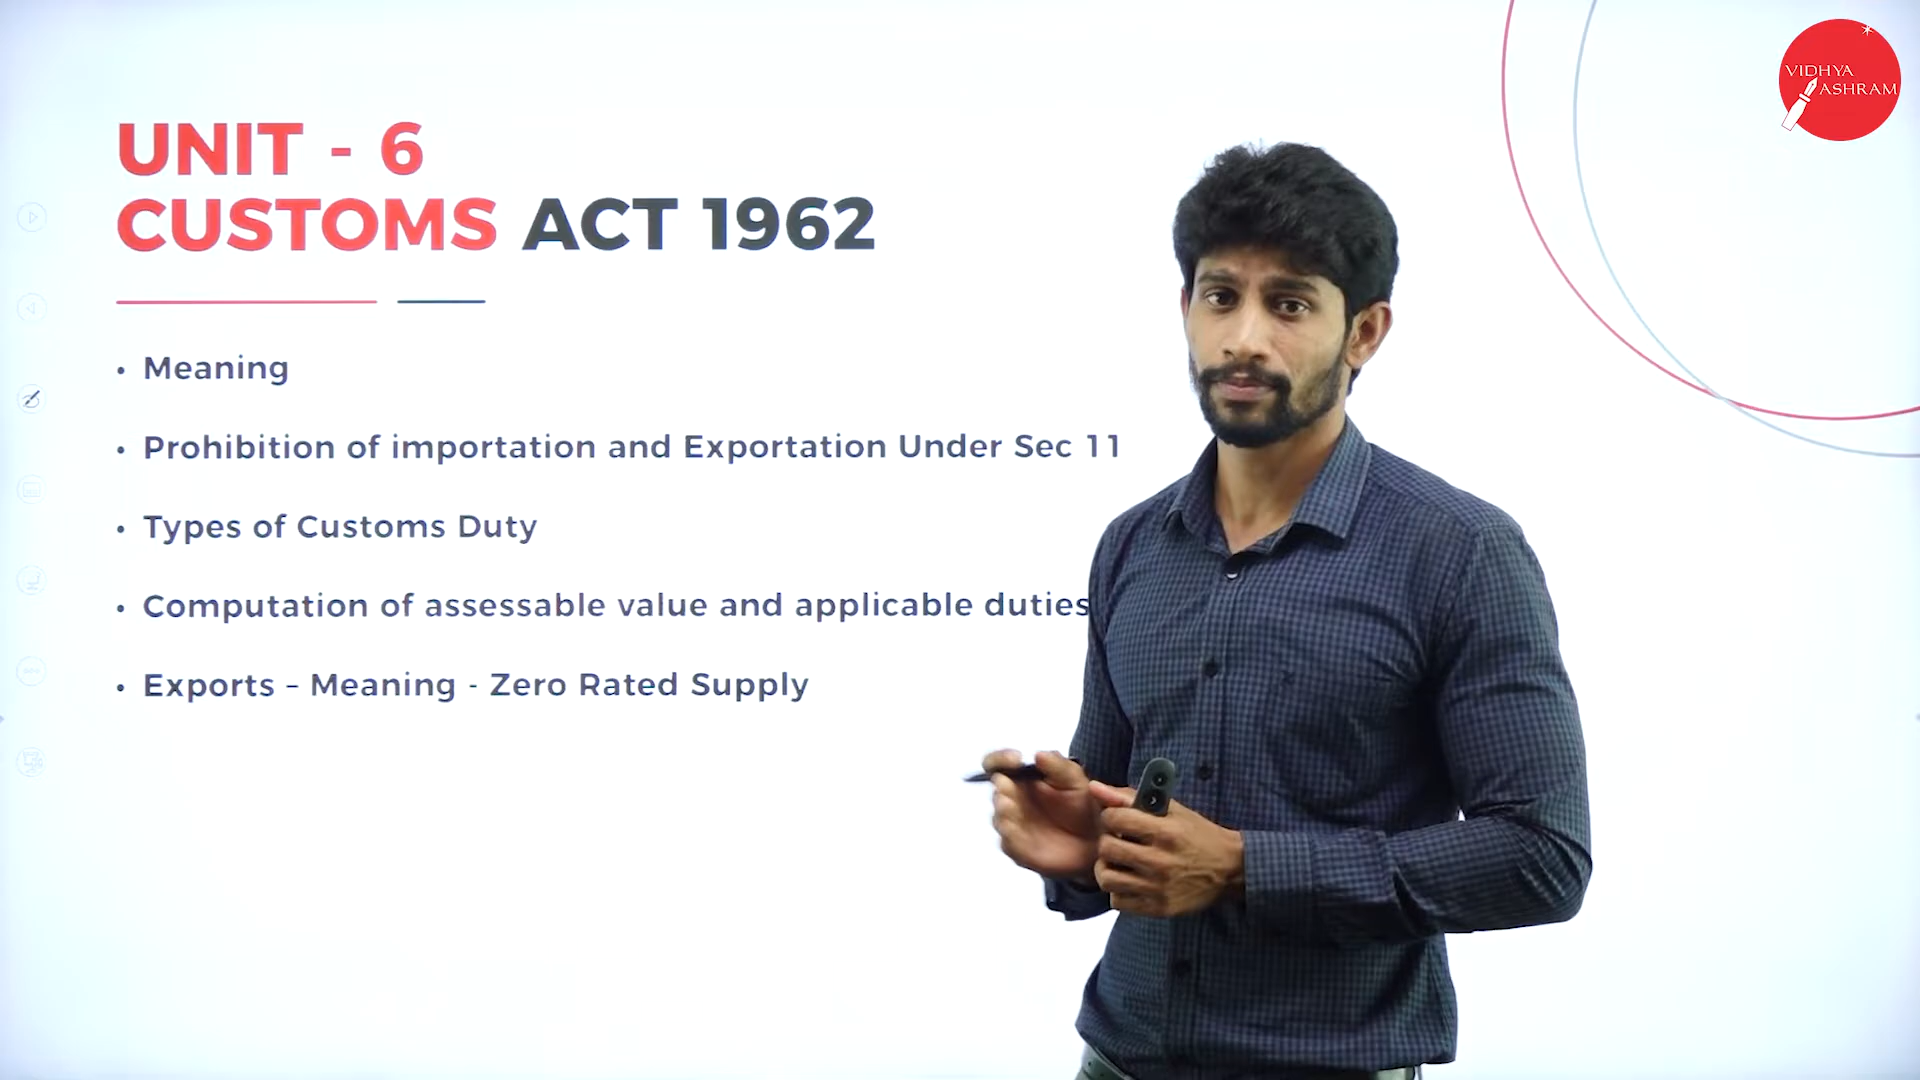 UNIT - 6
CUSTOMS ACT 1962
• Meaning
• Prohibition of importation and Exportation Under Sec 11
• Types of Customs Duty
• Computation of assessable value and applicable duties
• Exports – Meaning - Zero Rated Supply
VIDHYA
ASHRAM